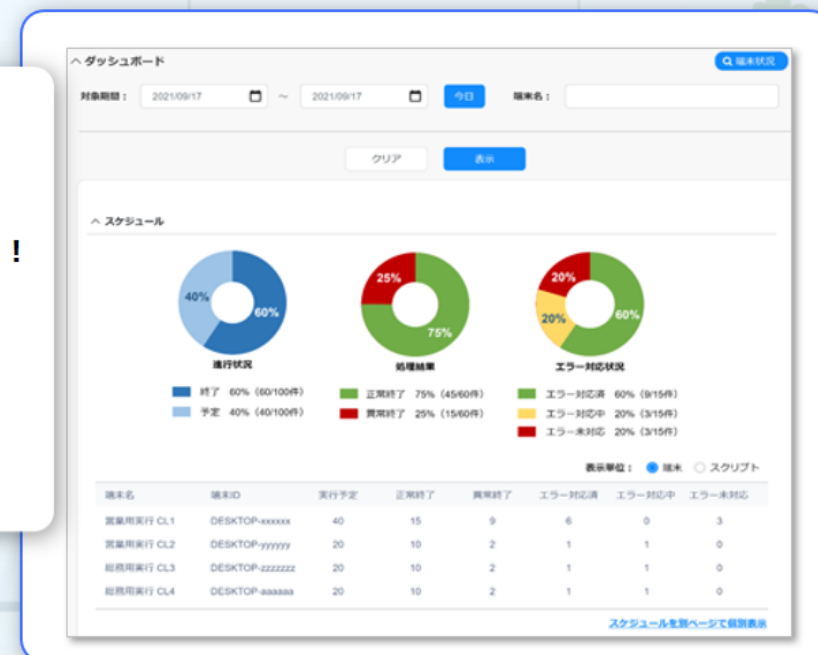 ダッシュボード
端末状況
対象期間: 2021/09/17 ~ 2021/09/17 今日 端末名:
クリア 表示
!
スケジュール
25% 20%
40% 60% 75% 20% 60%
進行状況 処理結果 エラー対応状況
終了 60% (60/100件) 正常終了 75% (45/60件) エラー対応済 60% (9/15件)
予定 40% (40/100件) 異常終了 25% (15/60件) エラー対応中 20% (3/15件)
エラー未対応 20% (3/15件)
表示単位: 端末 スクリプト
端末名 端末ID 実行予定 正常終了 異常終了 エラー対応済 エラー対応中 エラー未対応
営業用実行 CL1 DESKTOP-xxxxxx 40 15 9 6 0 3
営業用実行 CL2 DESKTOP-yyyyyy 20 10 2 1 1 0
総務用実行 CL3 DESKTOP-zzzzzzz 20 10 2 1 1 0
総務用実行 CL4 DESKTOP-aaaaaa 20 10 2 1 1 0
スケジュールを別ページで個別表示